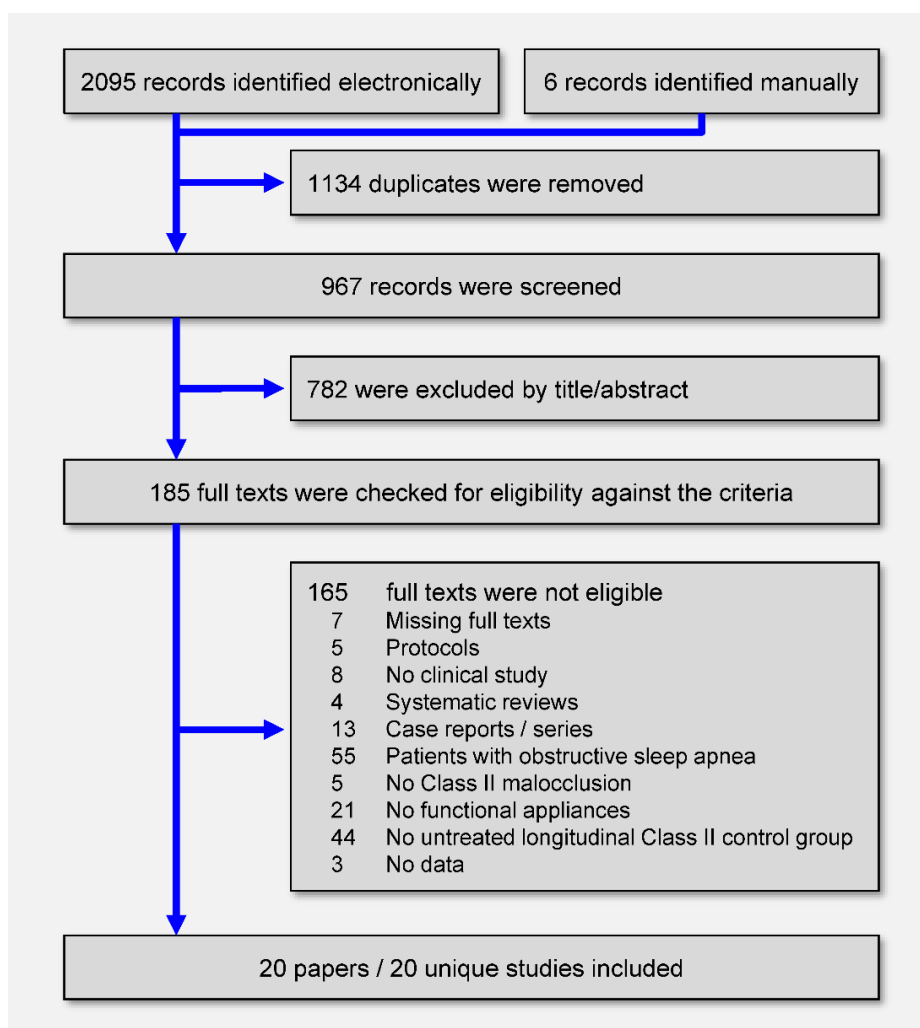 2095 records identified electronically
6 records identified manually
1134 duplicates were removed
967 records were screened
782 were excluded by title/abstract
185 full texts were checked for eligibility against the criteria
165 full texts were not eligible
7 Missing full texts
5 Protocols
8 No clinical study
4 Systematic reviews
13 Case reports / series
55 Patients with obstructive sleep apnea
5 No Class II malocclusion
21 No functional appliances
44 No untreated longitudinal Class II control group
3 No data
20 papers / 20 unique studies included